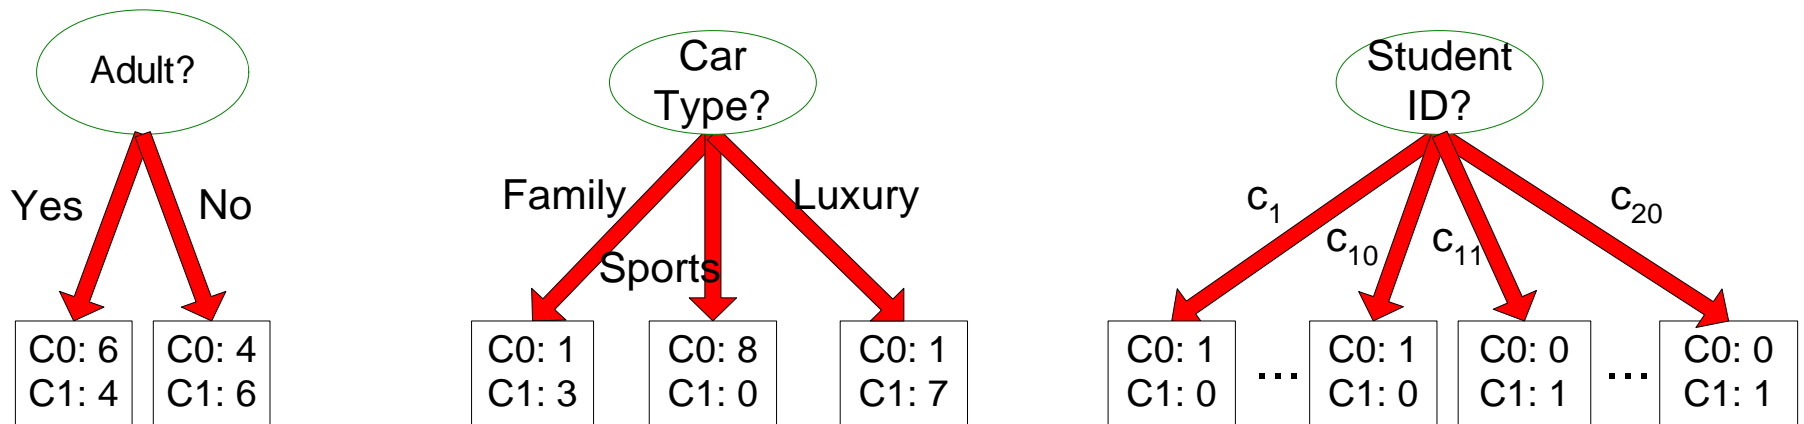 Adult?
Yes
No
C0: 6
C1: 4
C0: 4
C1: 6
Car
Type?
Family
Sports
Luxury
C0: 1
C1: 3
C0: 8
C1: 0
C0: 1
C1: 7
Student
ID?
c1
c10
c11
c20
C0: 1
C1: 0
...
C0: 1
C1: 0
C0: 0
C1: 1
...
C0: 0
C1: 1